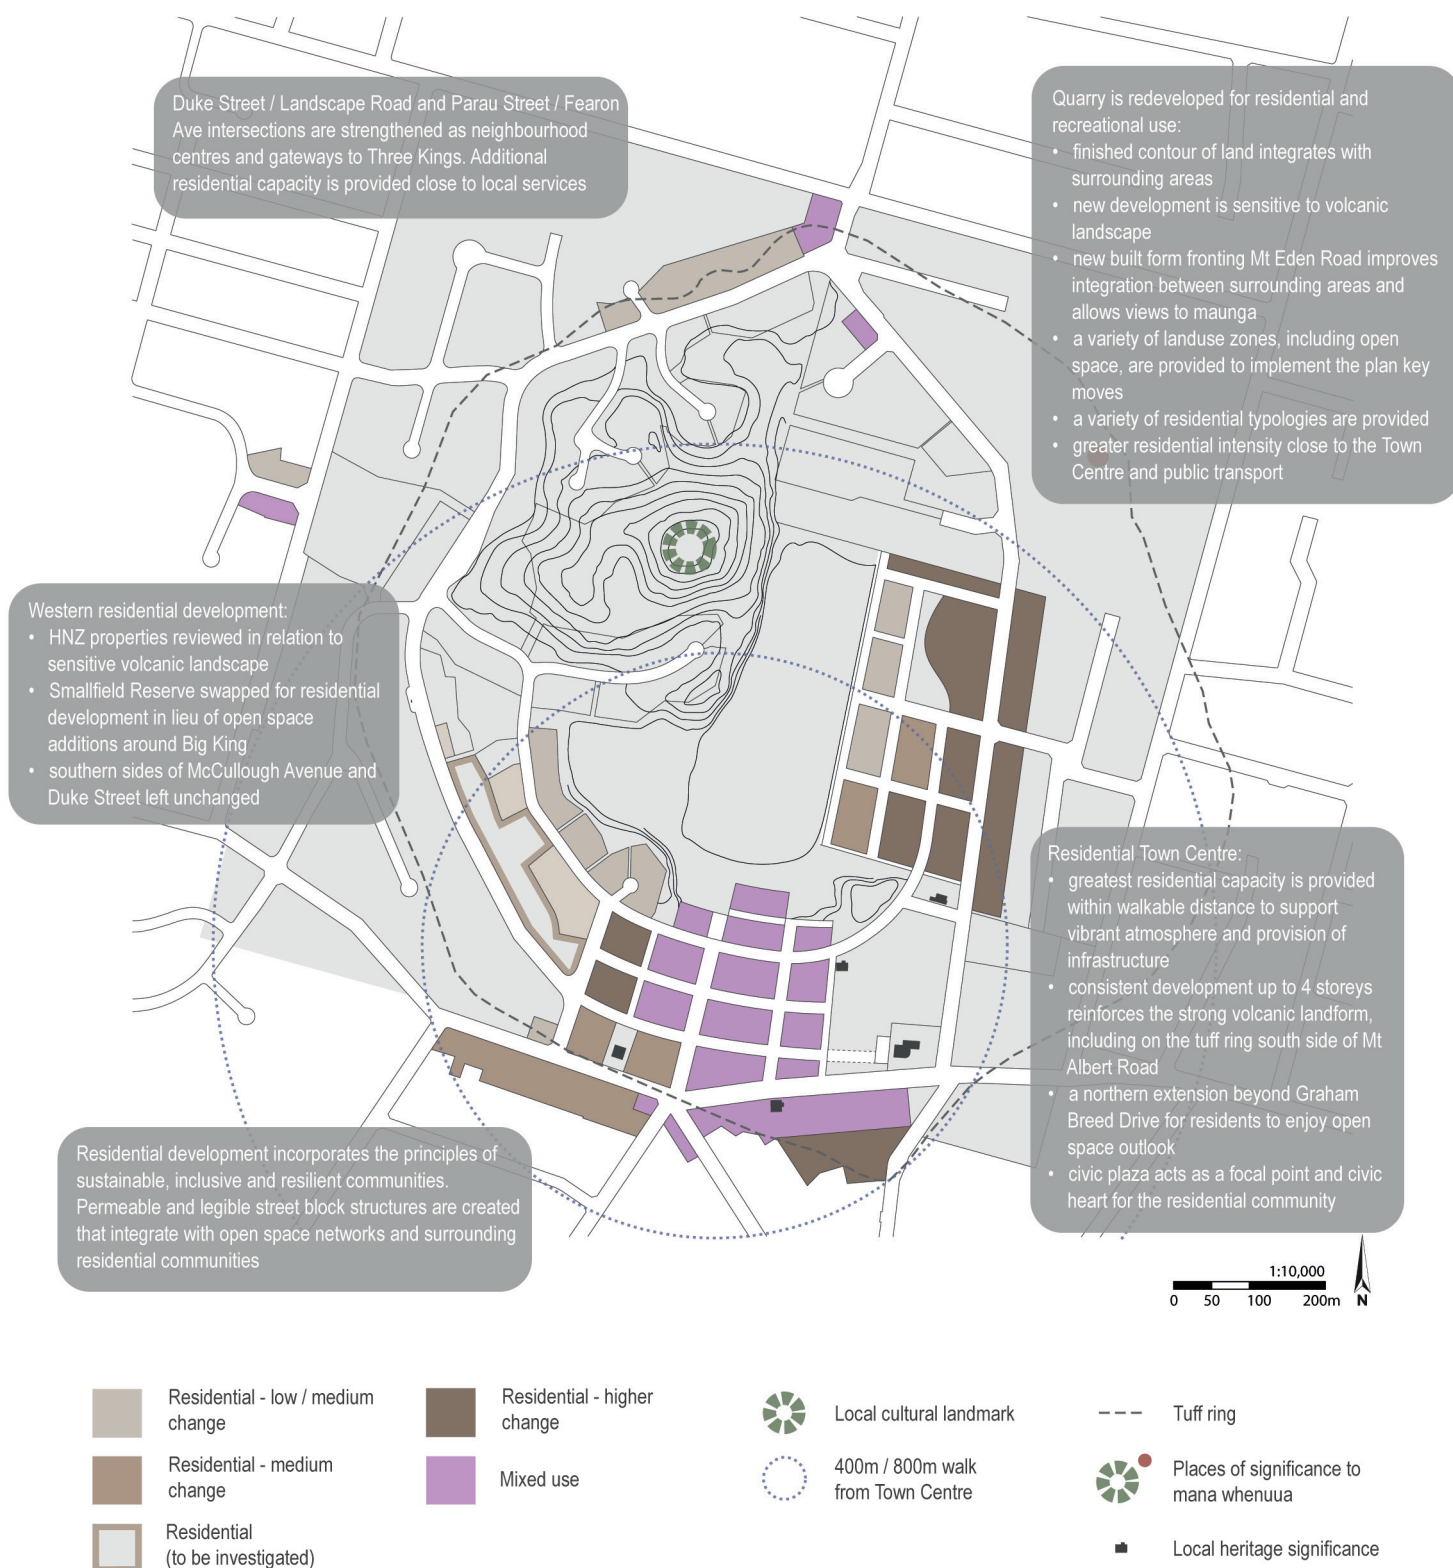 Duke Street / Landscape Road and Parau Street / Fearon
Ave intersections are strengthened as neighbourhood
centres and gateways to Three Kings. Additional
residential capacity is provided close to local services
Quarry is redeveloped for residential and
recreational use:
• finished contour of land integrates with
surrounding areas
• new development is sensitive to volcanic
landscape
• new built form fronting Mt Eden Road improves
integration between surrounding areas and
allows views to maunga
• a variety of landuse zones, including open
space, are provided to implement the plan key
moves
• a variety of residential typologies are provided
• greater residential intensity close to the Town
Centre and public transport
Western residential development:
• HNZ properties reviewed in relation to
sensitive volcanic landscape
• Smallfield Reserve swapped for residential
development in lieu of open space
additions around Big King
• southern sides of McCullough Avenue and
Duke Street left unchanged
Residential Town Centre:
• greatest residential capacity is provided
within walkable distance to support
vibrant atmosphere and provision of
infrastructure
• consistent development up to 4 storeys
reinforces the strong volcanic landform,
including on the tuff ring south side of Mt
Albert Road
• a northern extension beyond Graham
Breed Drive for residents to enjoy open
space outlook
• civic plaza acts as a focal point and civic
heart for the residential community
Residential development incorporates the principles of
sustainable, inclusive and resilient communities.
Permeable and legible street block structures are created
that integrate with open space networks and surrounding
residential communities
1:10,000
0 50 100 200m N
Residential - low / medium
change
Residential - medium
change
Residential
(to be investigated)
Residential - higher
change
Mixed use
Local cultural landmark
400m / 800m walk
from Town Centre
Tuff ring
Places of significance to
mana whenuua
Local heritage significance